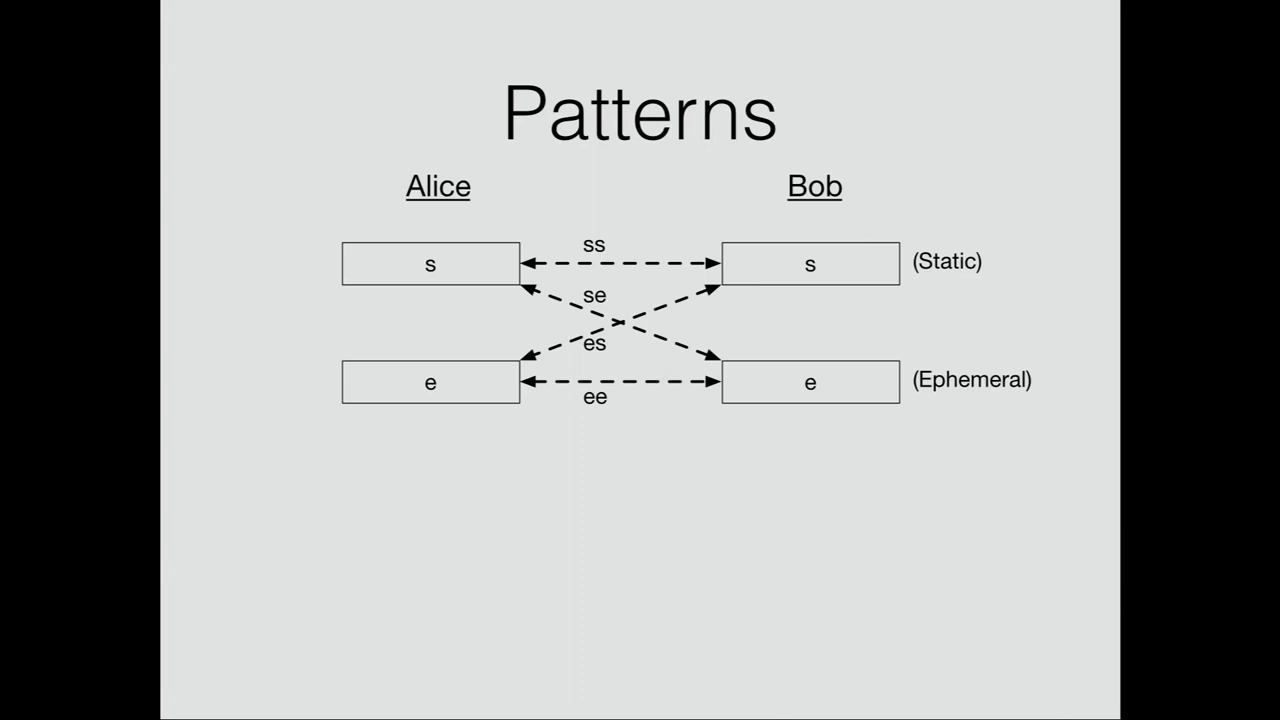 Patterns
Alice Bob
ss
s s (Static)
se
es
e e (Ephemeral)
ee